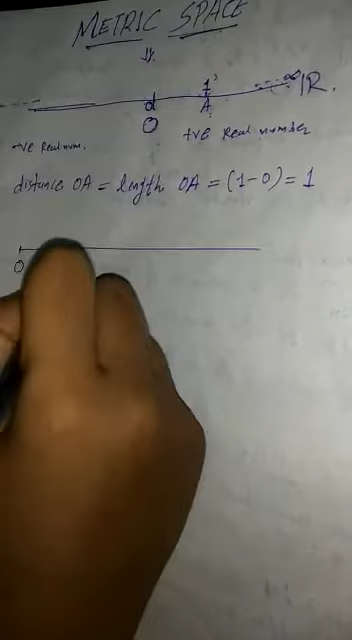 METRIC SPACE
⇓
1 ∞ IR.
O A
-ve Real num. +ve Real number
distance OA = length OA = (1-0) = 1
O